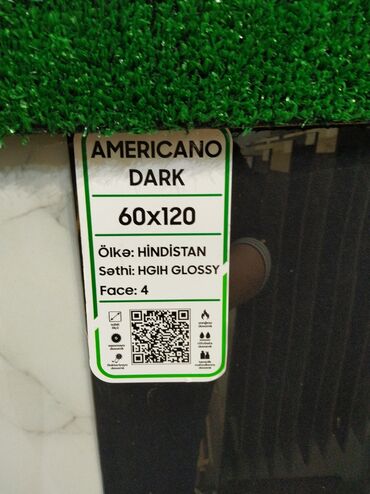 AMERICANO
DARK
60x120
Ölkə: HİNDİSTAN
Səthi: HGIH GLOSSY
Face: 4